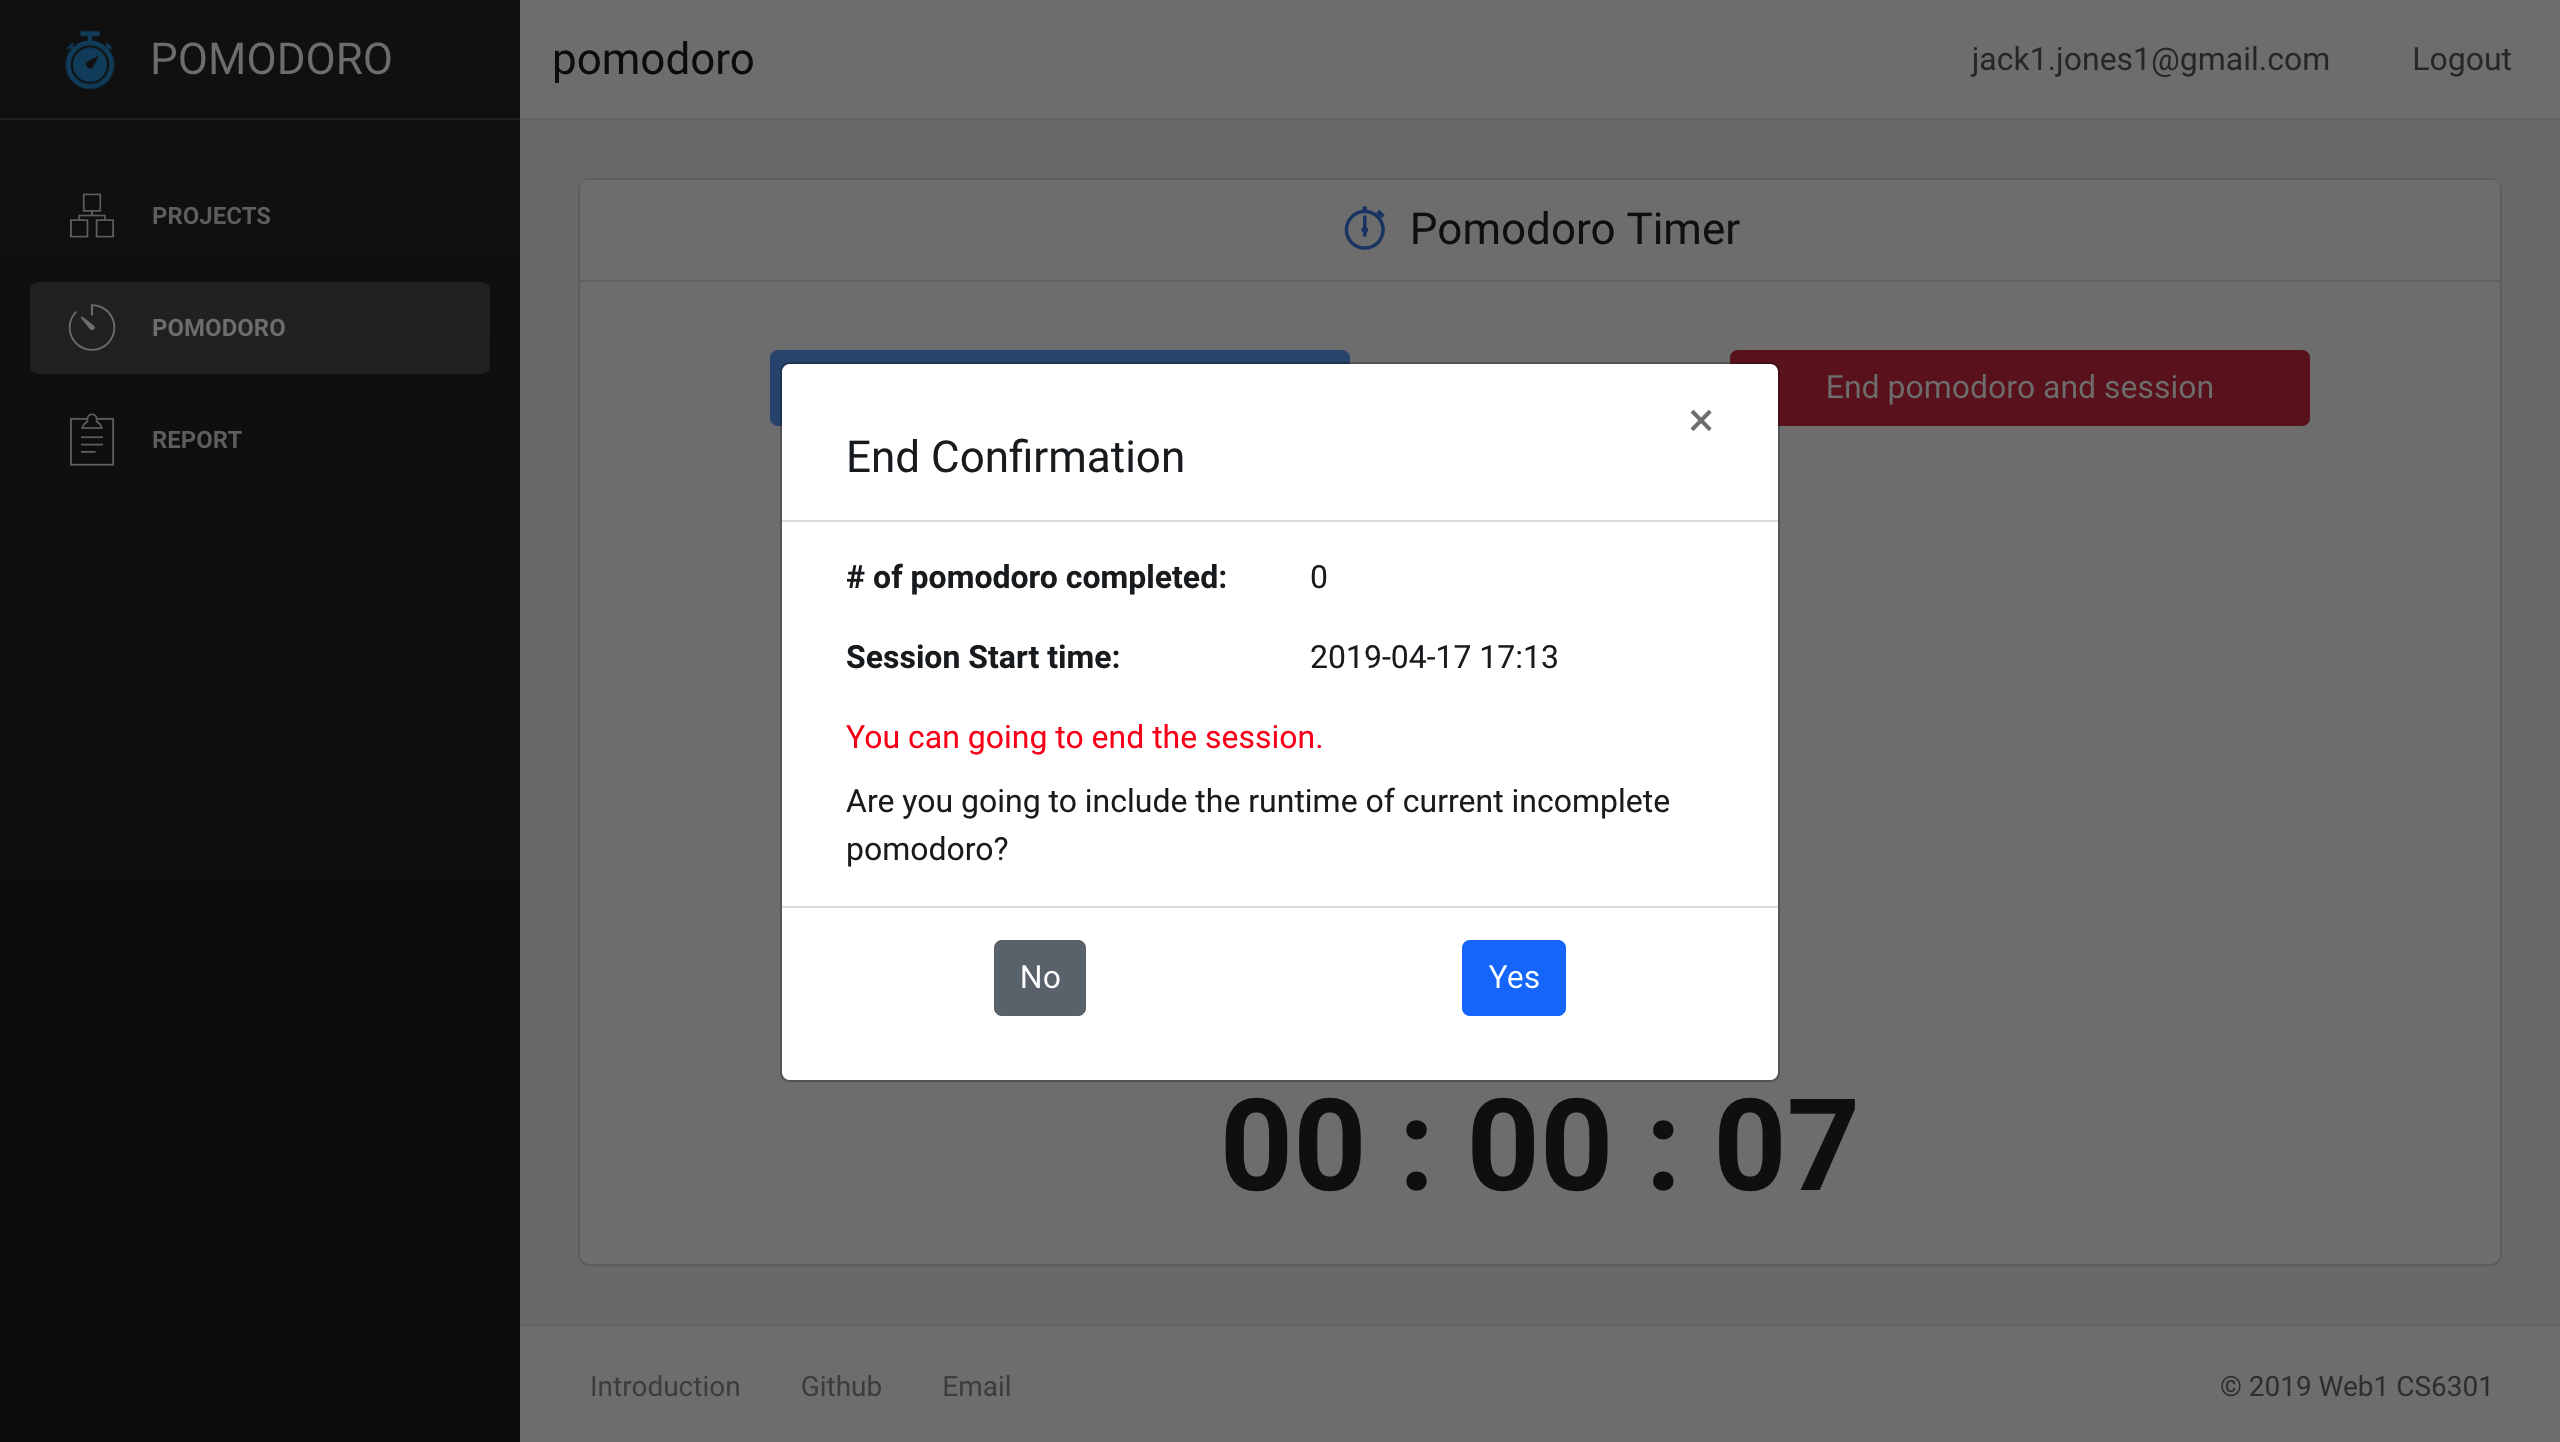 POMODORO
pomodoro
jack1.jones1@gmail.com
Logout
PROJECTS
POMODORO
REPORT
Pomodoro Timer
End pomodoro and session
×
End Confirmation
# of pomodoro completed: 0
Session Start time: 2019-04-17 17:13
You can going to end the session.
Are you going to include the runtime of current incomplete
pomodoro?
No
Yes
00 : 00 : 07
Introduction
Github
Email
© 2019 Web1 CS6301